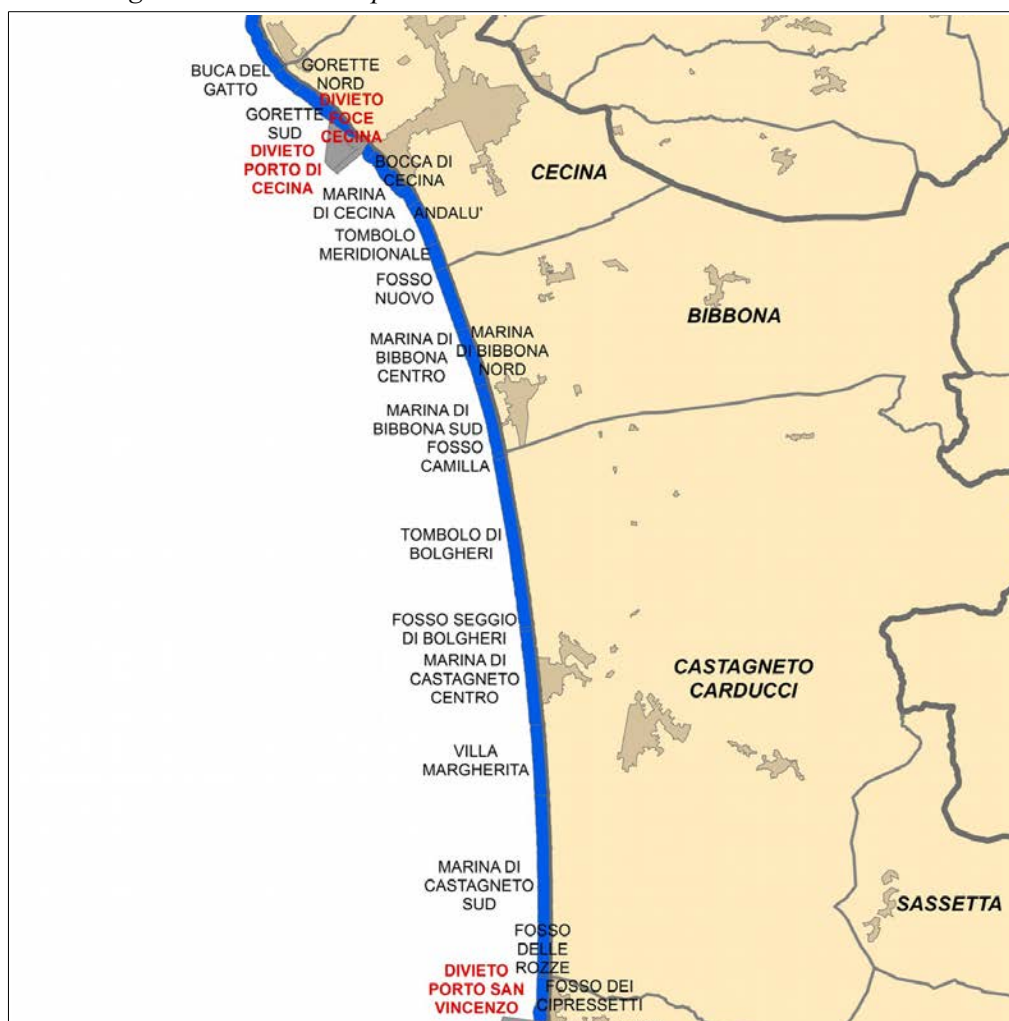 BUCA DEL
GATTO
GORETTE
NORD
DIVIETO
FOCE
CECINA
GORETTE
SUD
DIVIETO
PORTO DI
CECINA
BOCCA DI
CECINA
CECINA
MARINA
DI CECINA
ANDALU'
TOMBOLO
MERIDIONALE
FOSSO
NUOVO
BIBBONA
MARINA DI
BIBBONA
CENTRO
MARINA
DI BIBBONA
NORD
MARINA DI
BIBBONA SUD
FOSSO
CAMILLA
TOMBOLO DI
BOLGHERI
FOSSO SEGGIO
DI BOLGHERI
MARINA DI
CASTAGNETO
CENTRO
CASTAGNETO
CARDUCCI
VILLA
MARGHERITA
MARINA DI
CASTAGNETO
SUD
SASSETTA
FOSSO
DELLE
ROZZE
DIVIETO
PORTO SAN
VINCENZO
FOSSO DEI
CIPRESSETTI